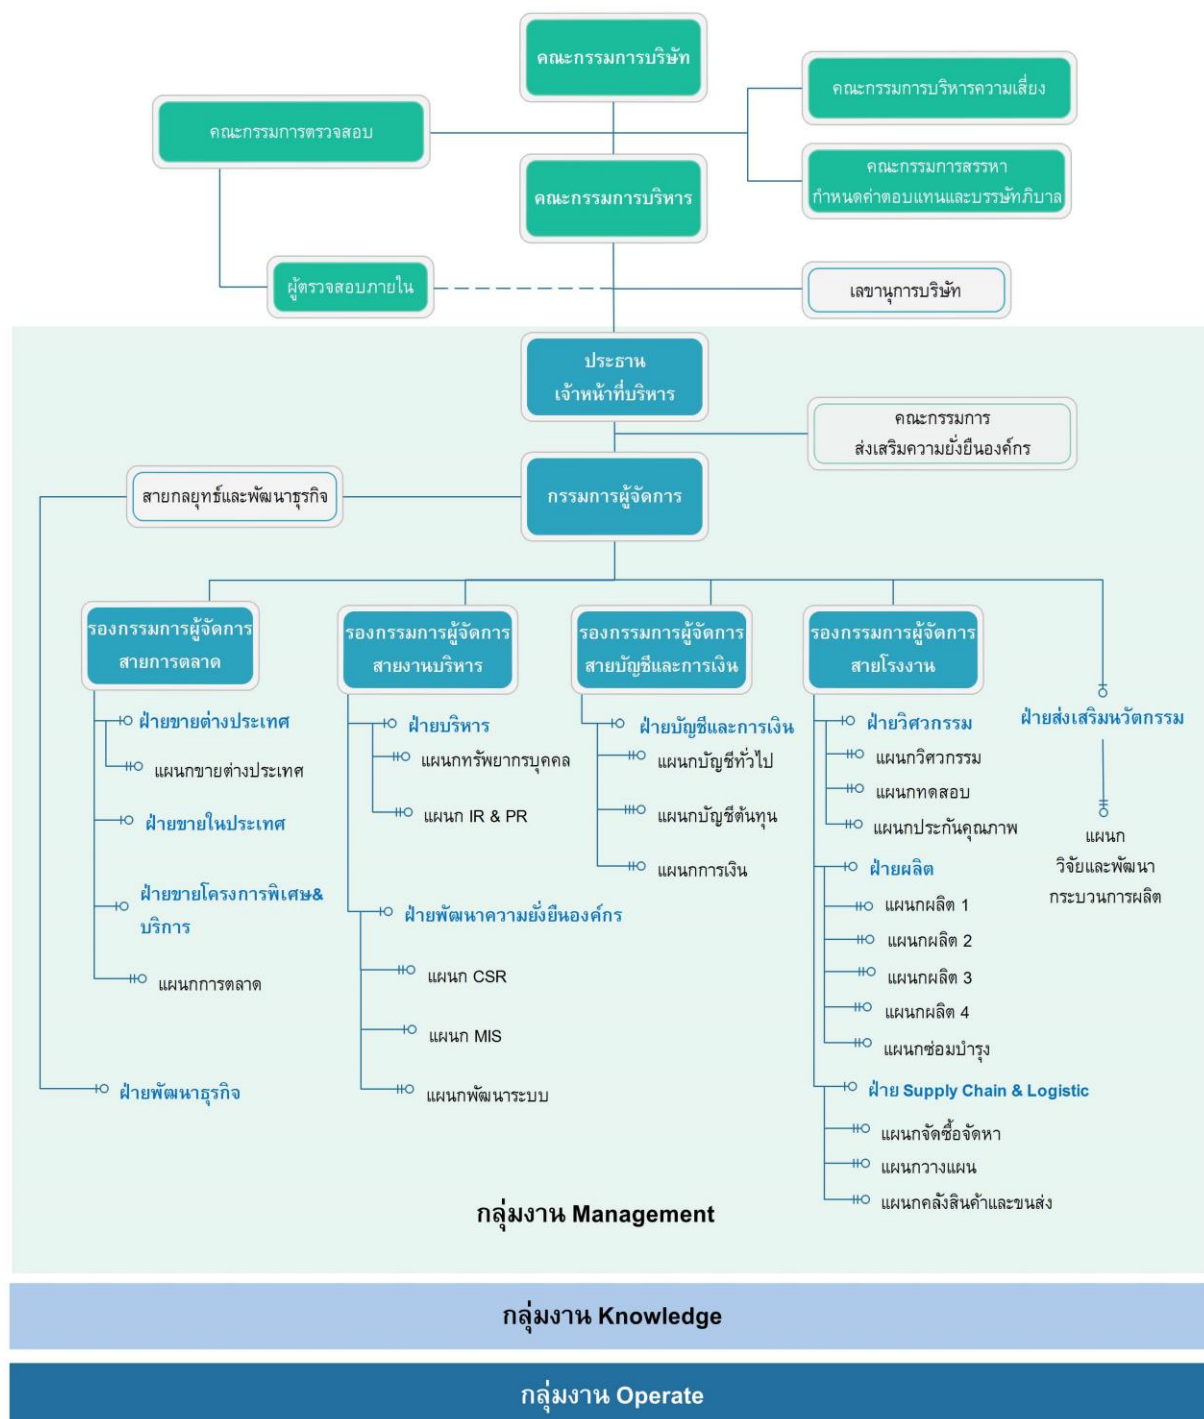 คณะกรรมการบริษัท
คณะกรรมการบริหารความเสี่ยง
คณะกรรมการตรวจสอบ
คณะกรรมการสรรหา
กำหนดค่าตอบแทนและบรรษัทภิบาล
คณะกรรมการบริหาร
ผู้ตรวจสอบภายใน
เลขานุการบริษัท
ประธาน
เจ้าหน้าที่บริหาร
คณะกรรมการ
ส่งเสริมความยั่งยืนองค์กร
สายกลยุทธ์และพัฒนาธุรกิจ
กรรมการผู้จัดการ
รองกรรมการผู้จัดการ
สายการตลาด
ฝ่ายขายต่างประเทศ
แผนกขายต่างประเทศ
ฝ่ายขายในประเทศ
ฝ่ายขายโครงการพิเศษ&
บริการ
แผนกการตลาด
ฝ่ายพัฒนาธุรกิจ
รองกรรมการผู้จัดการ
สายงานบริหาร
ฝ่ายบริหาร
แผนกทรัพยากรบุคคล
แผนก IR & PR
ฝ่ายพัฒนาความยั่งยืนองค์กร
แผนก CSR
แผนก MIS
แผนกพัฒนาระบบ
รองกรรมการผู้จัดการ
สายบัญชีและการเงิน
ฝ่ายบัญชีและการเงิน
แผนกบัญชีทั่วไป
แผนกบัญชีต้นทุน
แผนกการเงิน
รองกรรมการผู้จัดการ
สายโรงงาน
ฝ่ายวิศวกรรม
แผนกวิศวกรรม
แผนกทดสอบ
แผนกประกันคุณภาพ
ฝ่ายผลิต
แผนกผลิต 1
แผนกผลิต 2
แผนกผลิต 3
แผนกผลิต 4
แผนกซ่อมบำรุง
ฝ่าย Supply Chain & Logistic
แผนกจัดซื้อจัดหา
แผนกวางแผน
แผนกคลังสินค้าและขนส่ง
ฝ่ายส่งเสริมนวัตกรรม
แผนก
วิจัยและพัฒนา
กระบวนการผลิต
กลุ่มงาน Management
กลุ่มงาน Knowledge
กลุ่มงาน Operate